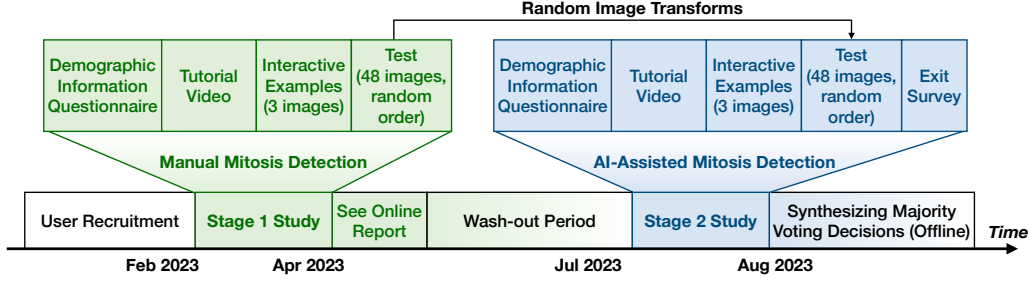 Random Image Transforms
Demographic
Information
Questionnaire
Tutorial
Video
Interactive
Examples
(3 images)
Test
(48 images,
random
order)
Demographic
Information
Questionnaire
Tutorial
Video
Interactive
Examples
(3 images)
Test
(48 images,
random
order)
Exit
Survey
Manual Mitosis Detection
AI-Assisted Mitosis Detection
User Recruitment
Stage 1 Study
See Online
Report
Wash-out Period
Stage 2 Study
Synthesizing Majority
Voting Decisions (Offline)
Time
Feb 2023
Apr 2023
Jul 2023
Aug 2023